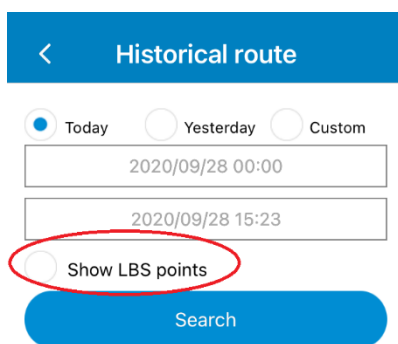 Historical route
Today Yesterday Custom
2020/09/28 00:00
2020/09/28 15:23
Show LBS points
Search